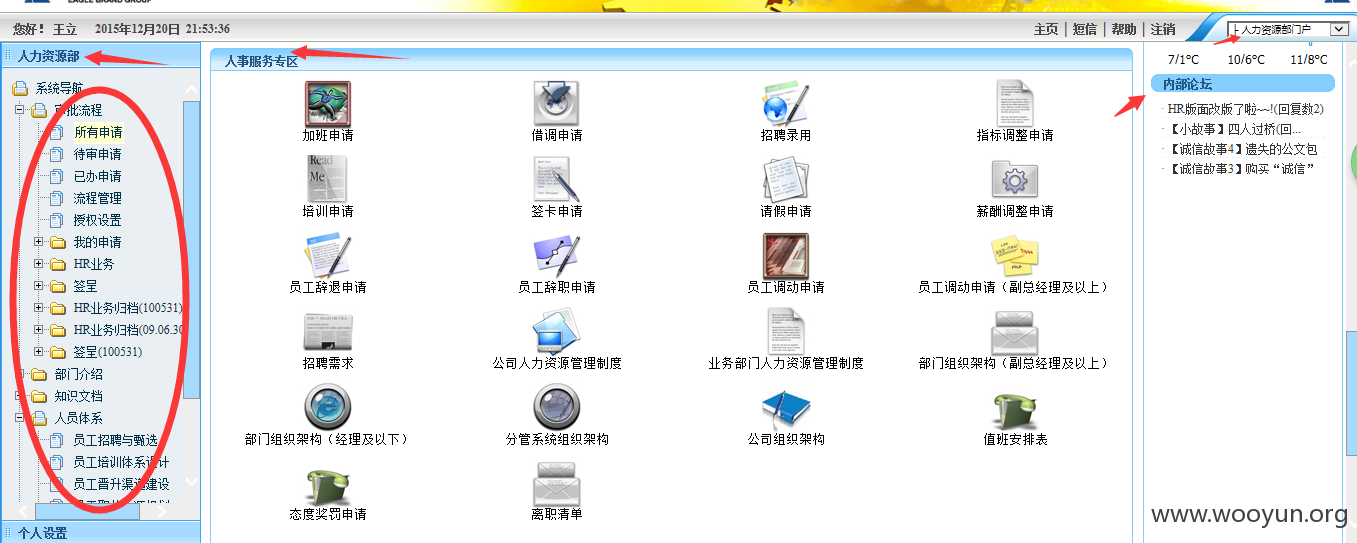 EAGLE BRAND GROUP
您好! 王立 2015年12月20日 21:53:36
主页 | 短信 | 帮助 | 注销
人力资源部门户
人力资源部
系统导航
审批流程
所有申请
待审申请
已办申请
流程管理
授权设置
我的申请
HR业务
签呈
HR业务归档(100531)
HR业务归档(09.06.30
签呈(100531)
部门介绍
知识文档
人员体系
员工招聘与甄选
员工培训体系设计
员工晋升渠道建设
个人设置
人事服务专区
加班申请 借调申请 招聘录用 指标调整申请
培训申请 签卡申请 请假申请 薪酬调整申请
员工辞退申请 员工辞职申请 员工调动申请 员工调动申请（副总经理及以上）
招聘需求 公司人力资源管理制度 业务部门人力资源管理制度 部门组织架构（副总经理及以上）
部门组织架构（经理及以下） 分管系统组织架构 公司组织架构 值班安排表
态度奖罚申请 离职清单
7/1°C 10/6°C 11/8°C
内部论坛
· HR版面改版了啦~~!(回复数2)
· 【小故事】四人过桥(回...
· 【诚信故事4】遗失的公文包
· 【诚信故事3】购买“诚信”
www.wooyun.org